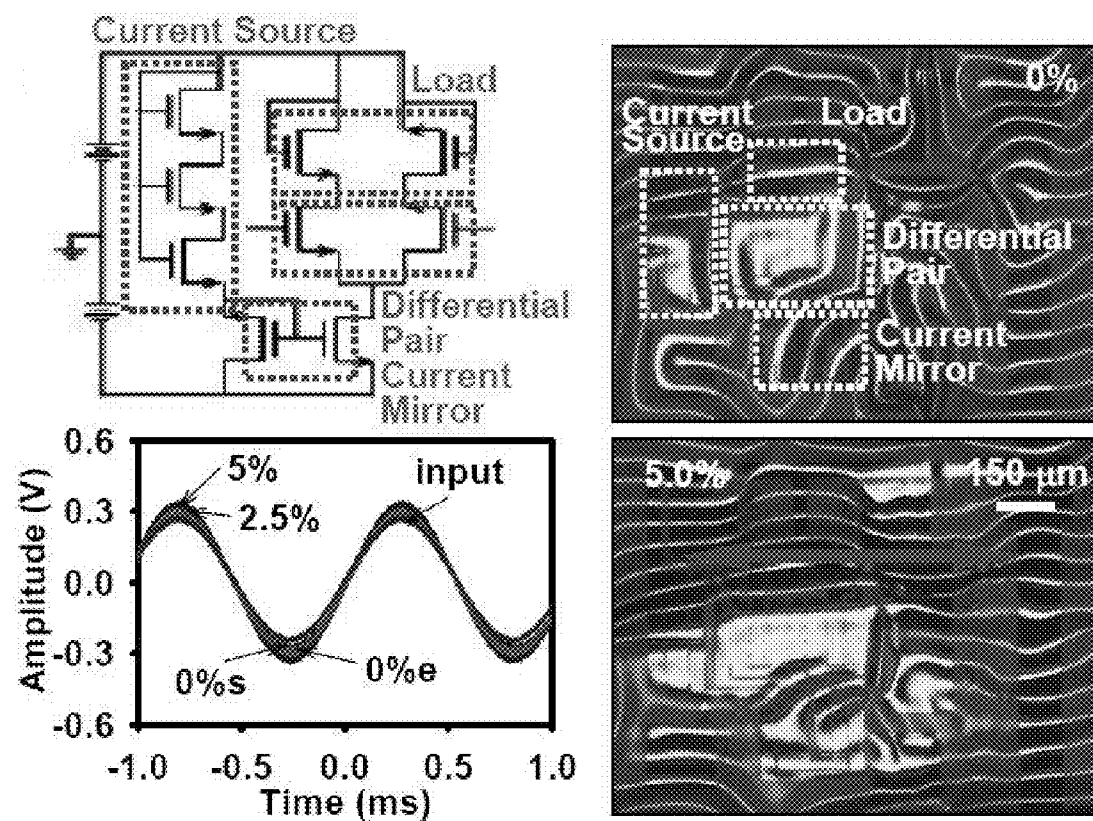 Current Source
Load
Differential
Pair
Current
Mirror
0%
Current
Source
Load
Differential
Pair
Current
Mirror
0.6
0.3
0.0
-0.3
-0.6
Amplitude (V)
5%
2.5%
input
0%s
0%e
-1.0
-0.5
0.0
0.5
1.0
Time (ms)
5.0%
150 μm